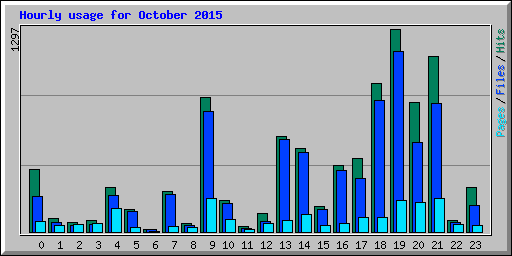 Hourly usage for October 2015
1297
Pages/Files/Hits
0 1 2 3 4 5 6 7 8 9 10 11 12 13 14 15 16 17 18 19 20 21 22 23